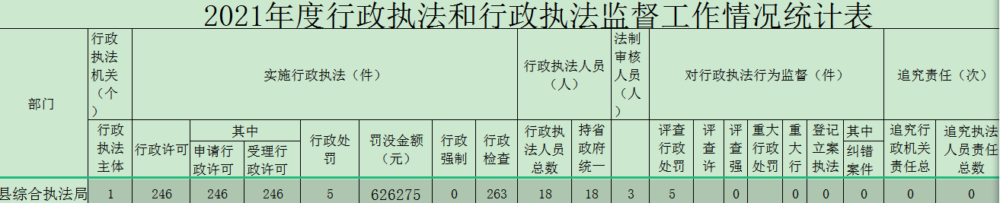 2021年度行政执法和行政执法监督工作情况统计表
部门
行政
执法
机关(
个
)
实施行政执法(件)
行政执法人员
(人)
法制
审核
人员
(人
)
对行政执法行为监督(件)
追究责任(次)
行政
执法
主体
行政许可
其中
申请行
政许可
受理行
政许可
行政处
罚
罚没金额
(元)
行政
强制
行政
检查
行政执
法人员
总数
持省
政府
统一
评查
行政
处罚
评
查
许
评
查
强
重大
行政
处罚
重
大
行
登记
立案
执法
其中
纠错
案件
追究行
政机关
责任总
追究执法
人员责任
总数
县综合执法局 1 246 246 246 5 626275 0 263 18 18 3 5 0 0 0 0 0 0